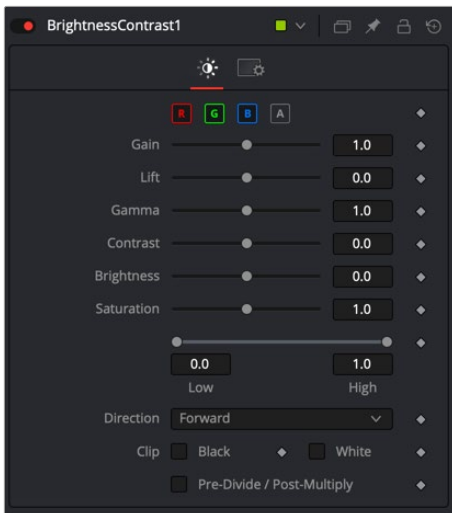 BrightnessContrast1
R G B A
Gain 1.0
Lift 0.0
Gamma 1.0
Contrast 0.0
Brightness 0.0
Saturation 1.0
0.0 1.0
Low High
Direction Forward
Clip Black White
Pre-Divide / Post-Multiply